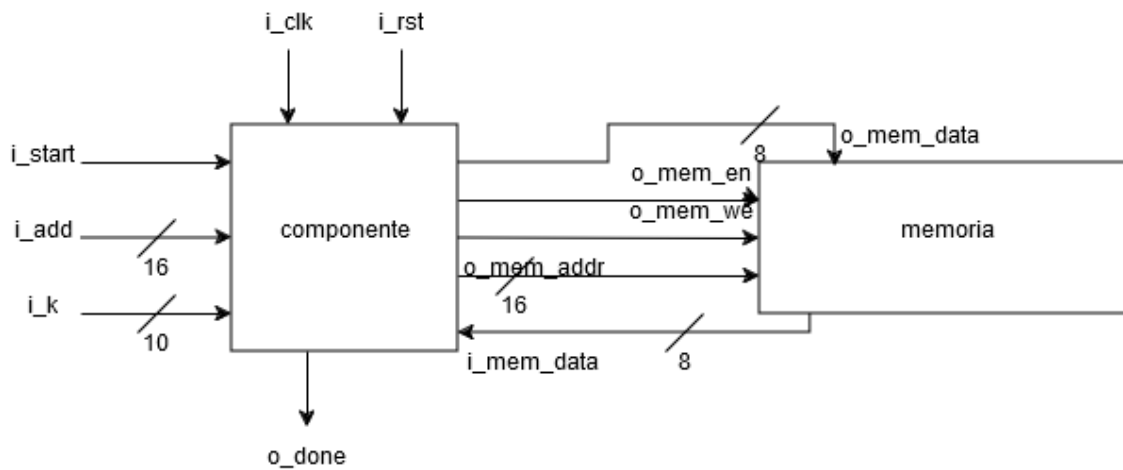 i_clk
i_rst
i_start
8
o_mem_data
o_mem_en
i_add
16
componente
o_mem_we
memoria
o_mem_addr
16
i_k
10
i_mem_data
8
o_done